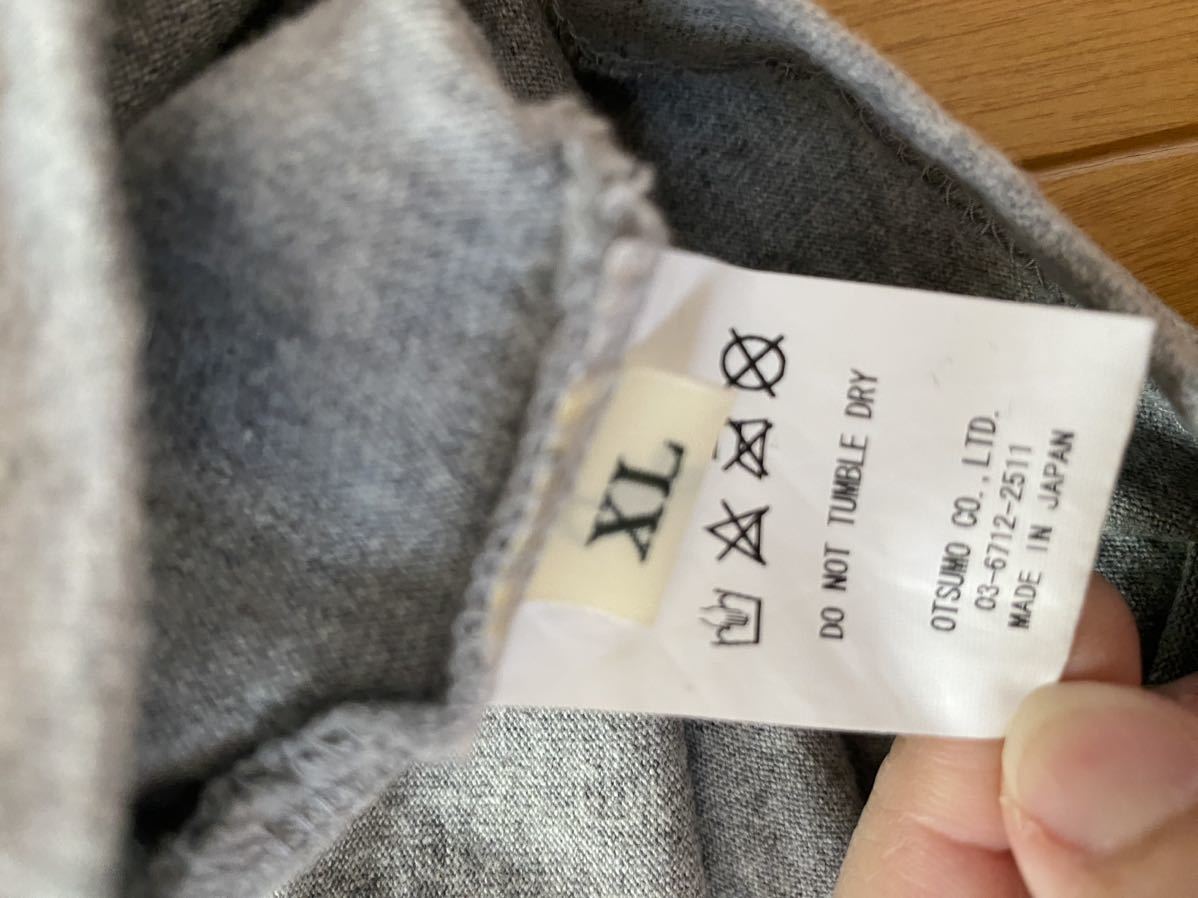 XL
DO NOT TUMBLE DRY
OTSUMO CO.,LTD.
03-6712-2511
MADE IN JAPAN